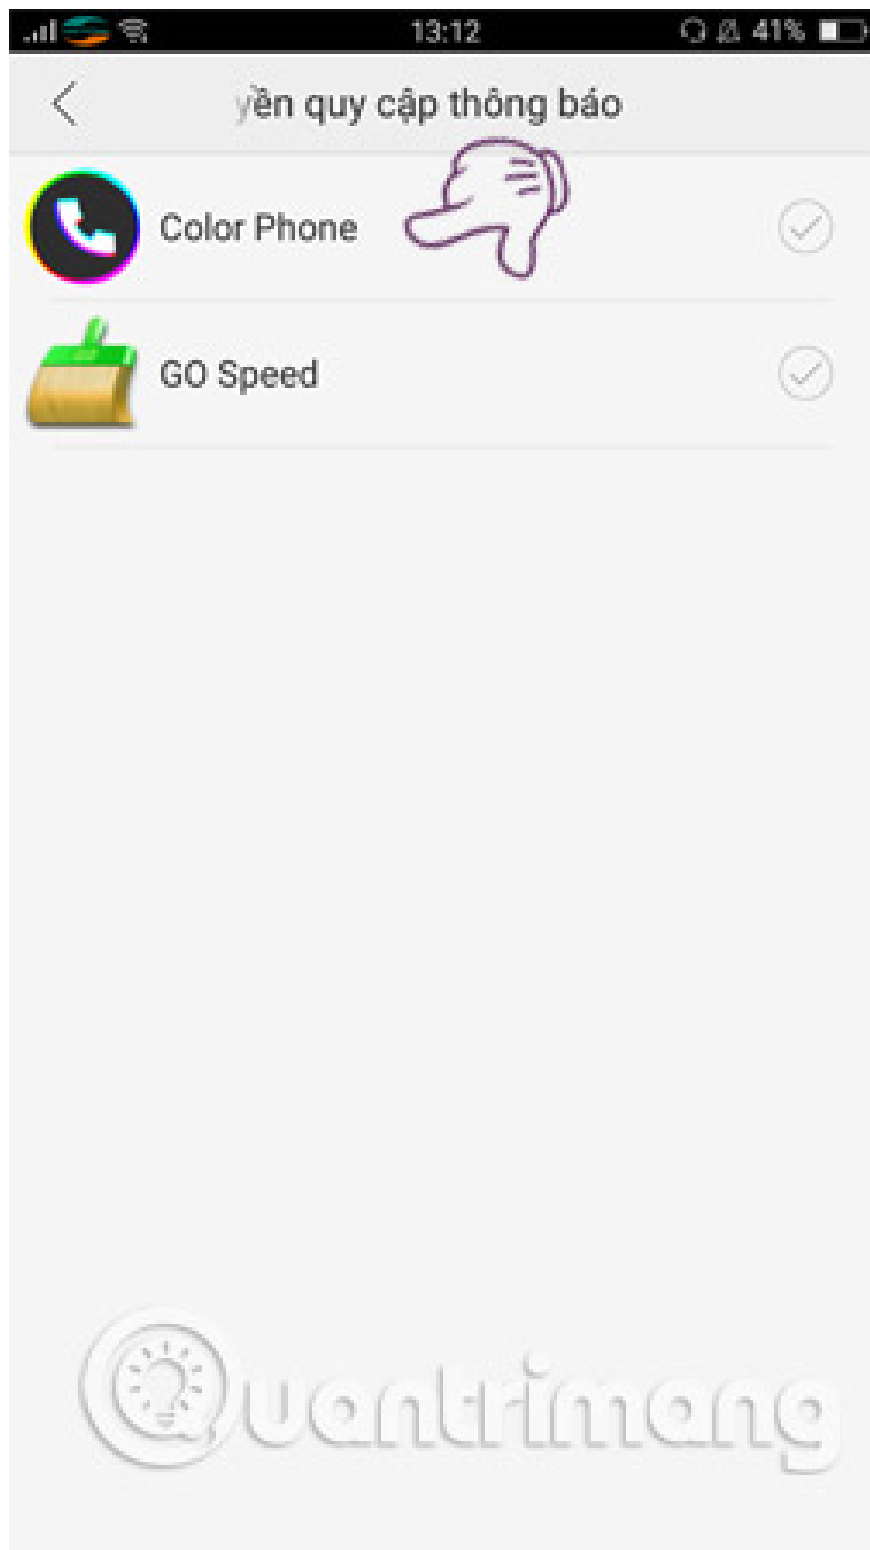 13:12
41%
yền quy cập thông báo
Color Phone
GO Speed
Quantrimang